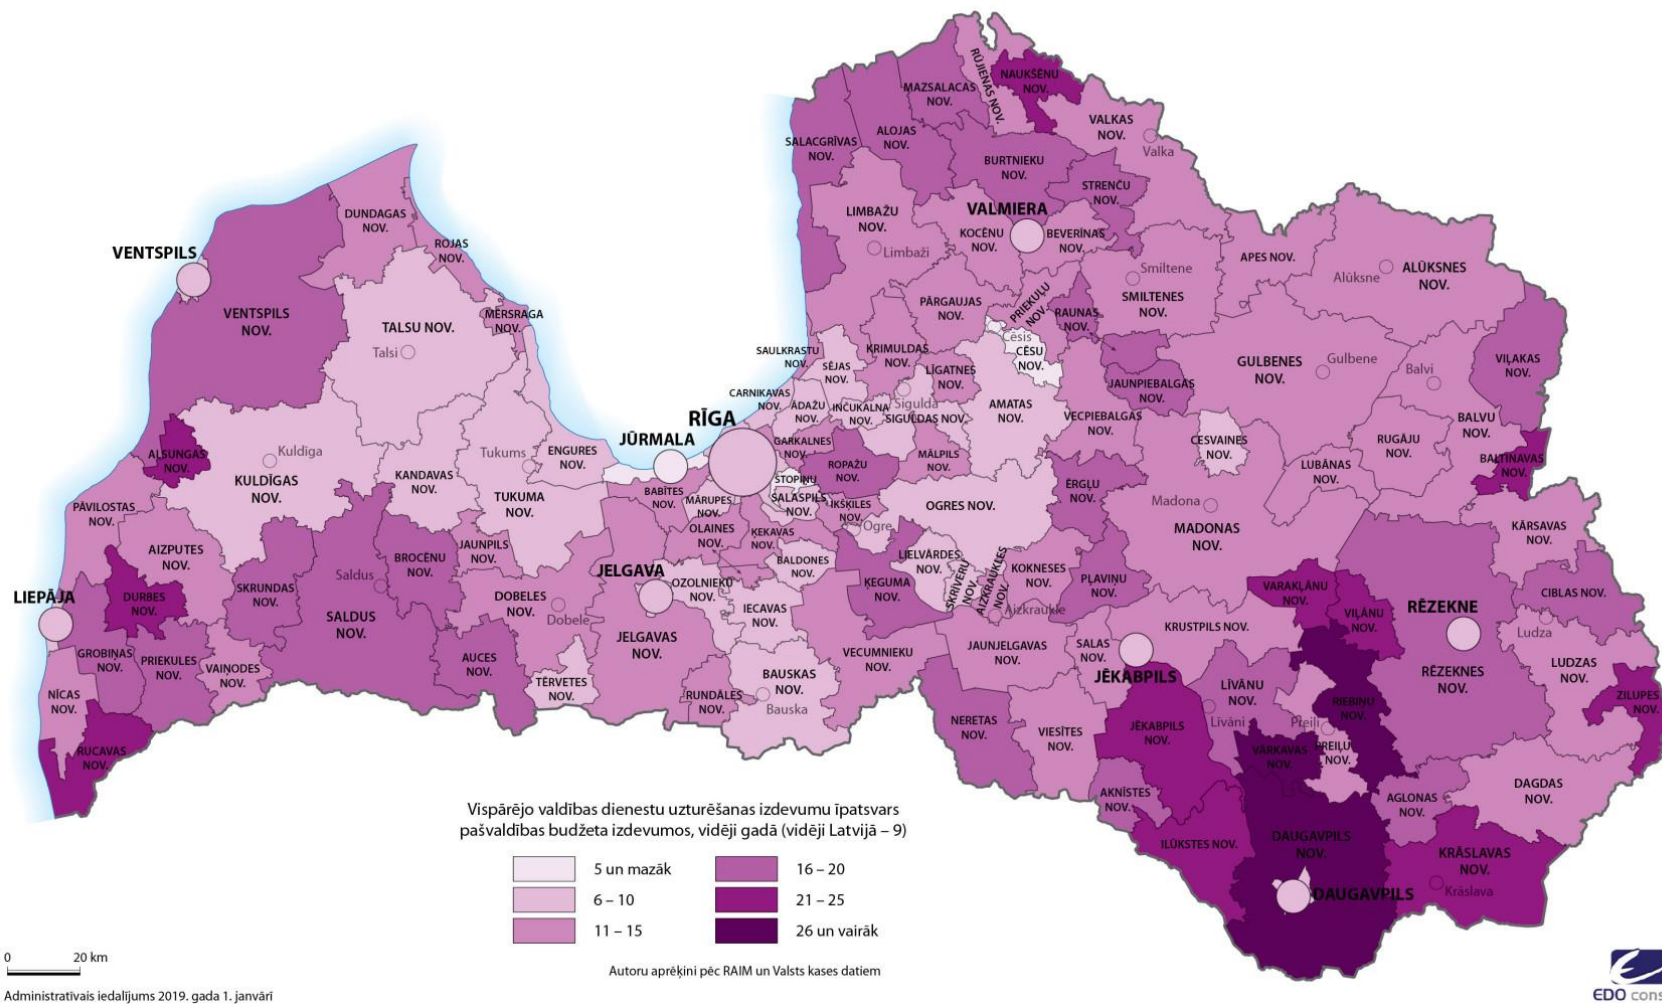 RŪJIENAS NOV.
NAUKŠĒNU
NOV.
MAZSALACAS
NOV.
VALKAS
NOV.
Valka
SALACGRĪVAS
NOV.
ALOJAS
NOV.
BURTNIEKU
NOV.
STRENČU
NOV.
DUNDAGAS
NOV.
LIMBAŽU
NOV.
Limbaži
VALMIERA
KOCĒNU
NOV.
BEVERĪNAS
NOV.
ROJAS
NOV.
VENTSPILS
APES NOV.
Smiltene
SMILTENES
NOV.
Alūksne
ALŪKSNES
NOV.
VENTSPILS
NOV.
TALSU NOV.
Talsi
MĒRSRAGA
NOV.
PĀRGAUJAS
NOV.
PRIEKUĻU
NOV.
RAUNAS
NOV.
Cēsis
CĒSU
NOV.
SAULKRASTU
NOV.
SĒJAS
NOV.
KRIMULDAS
NOV.
LĪGATNES
NOV.
GULBENES
NOV.
Gulbene
Balvi
VIĻAKAS
NOV.
JAUNPIEBALGAS
NOV.
CARNIKAVAS
NOV.
ĀDAŽU
NOV.
INČUKALNA
NOV.
Sigulda
SIGULDAS NOV.
AMATAS
NOV.
VECPIEBALGAS
NOV.
BALVU
NOV.
RĪGA
JŪRMALA
GARKALNES
NOV.
CESVAINES
NOV.
RUGĀJU
NOV.
BALTINAVAS
NOV.
ALSUNGAS
NOV.
Kuldīga
KULDĪGAS
NOV.
Tukums
ENGURES
NOV.
KANDAVAS
NOV.
TUKUMA
NOV.
MĀLPILS
NOV.
ROPAŽU
NOV.
LUBĀNAS
NOV.
STOPIŅU
NOV.
SALASPILS
NOV.
BABĪTES
NOV.
MĀRUPES
NOV.
IKŠĶILES
NOV.
Ogre
OGRES NOV.
ĒRGĻU
NOV.
Madona
MADONAS
NOV.
PĀVILOSTAS
NOV.
KĀRSAVAS
NOV.
OLAINES
NOV.
ĶEKAVAS
NOV.
BALDONES
NOV.
AIZPUTES
NOV.
JAUNPILS
NOV.
BROCĒNU
NOV.
LIELVĀRDES
NOV.
SKRĪVERU
NOV.
AIZKRAUKLES
NOV.
Aizkraukle
KOKNESES
NOV.
PĻAVIŅU
NOV.
JELGAVA
OZOLNIEKU
NOV.
ĶEGUMA
NOV.
Saldus
SALDUS
NOV.
SKRUNDAS
NOV.
DURBES
NOV.
LIEPĀJA
DOBELES
NOV.
Dobele
VARAKĻĀNU
NOV.
VIĻĀNU
NOV.
CIBLAS NOV.
RĒZEKNE
IECAVAS
NOV.
JELGAVAS
NOV.
VECUMNIEKU
NOV.
JAUNJELGAVAS
NOV.
SALAS
NOV.
KRUSTPILS NOV.
Ludza
LUDZAS
NOV.
GROBIŅAS
NOV.
PRIEKULES
NOV.
VAIŅODES
NOV.
AUCES
NOV.
TĒRVETES
NOV.
RUNDĀLES
NOV.
BAUSKAS
NOV.
Bauska
JĒKABPILS
RĒZEKNES
NOV.
NĪCAS
NOV.
LĪVĀNU
NOV.
Līvāni
RIEBIŅU
NOV.
ZILUPES
NOV.
NERETAS
NOV.
VIESĪTES
NOV.
JĒKABPILS
NOV.
Preiļi
PREIĻU
NOV.
VĀRKAVAS
NOV.
RUCAVAS
NOV.
DAGDAS
NOV.
AKNĪSTES
NOV.
AGLONAS
NOV.
ILŪKSTES NOV.
DAUGAVPILS
NOV.
KRĀSLAVAS
NOV.
Krāslava
DAUGAVPILS
Vispārējo valdības dienestu uzturēšanas izdevumu īpatsvars
pašvaldības budžeta izdevumos, vidēji gadā (vidēji Latvijā – 9)
5 un mazāk
6 – 10
11 – 15
16 – 20
21 – 25
26 un vairāk
0 20 km
Autoru aprēķini pēc RAIM un Valsts kases datiem
Administratīvais iedalījums 2019. gada 1. janvārī
EDO cons